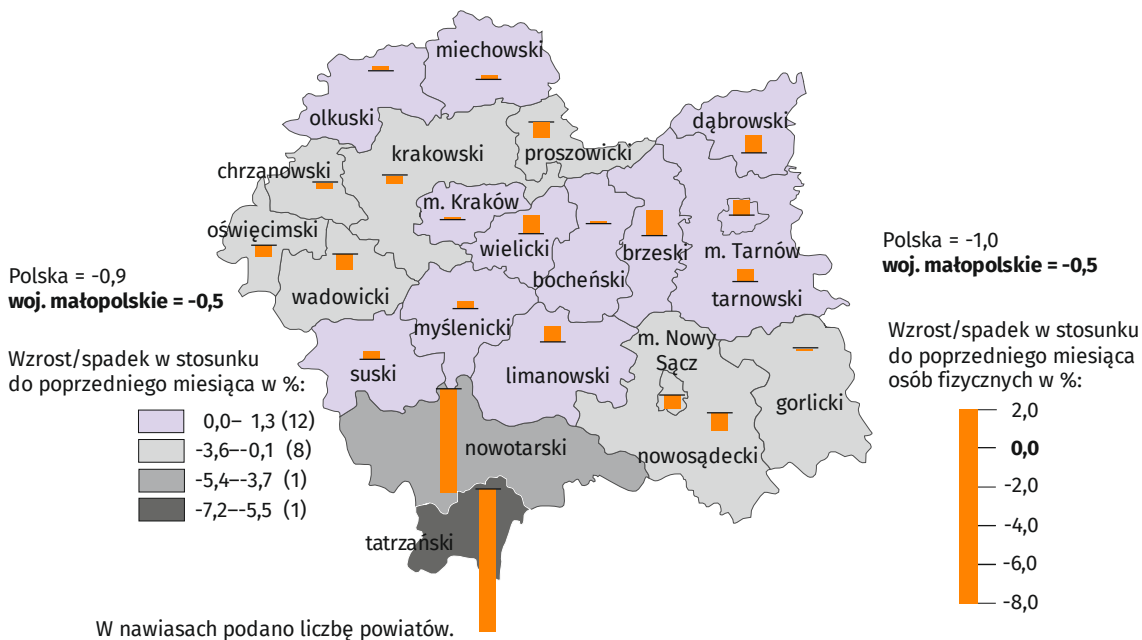 miechowski
olkuski
dąbrowski
krakowski
proszowicki
chrzanowski
m. Kraków
oświęcimski
wielicki
brzeski
m. Tarnów
bocheński
tarnowski
wadowicki
myślenicki
m. Nowy
Sącz
suski
limanowski
gorlicki
nowotarski
nowosądecki
tatrzański
Polska = -0,9
woj. małopolskie = -0,5
Wzrost/spadek w stosunku
do poprzedniego miesiąca w %:
0,0– 1,3 (12)
-3,6–-0,1 (8)
-5,4–-3,7 (1)
-7,2–-5,5 (1)
W nawiasach podano liczbę powiatów.
Polska = -1,0
woj. małopolskie = -0,5
Wzrost/spadek w stosunku
do poprzedniego miesiąca
osób fizycznych w %:
2,0
0,0
-2,0
-4,0
-6,0
-8,0